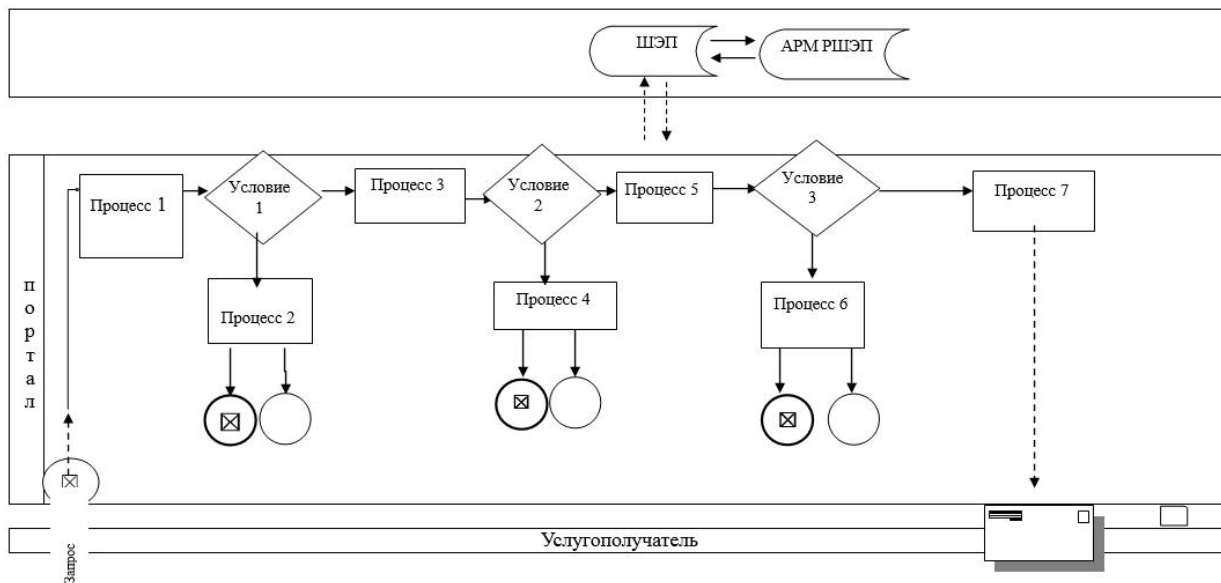 ШЭП
АРМ РШЭП
Условие
1
Процесс 3
Условие
2
Процесс 5
Условие
3
Процесс 7
Процесс 1
Процесс 2
Процесс 4
Процесс 6
портал
Запрос
Услугополучатель